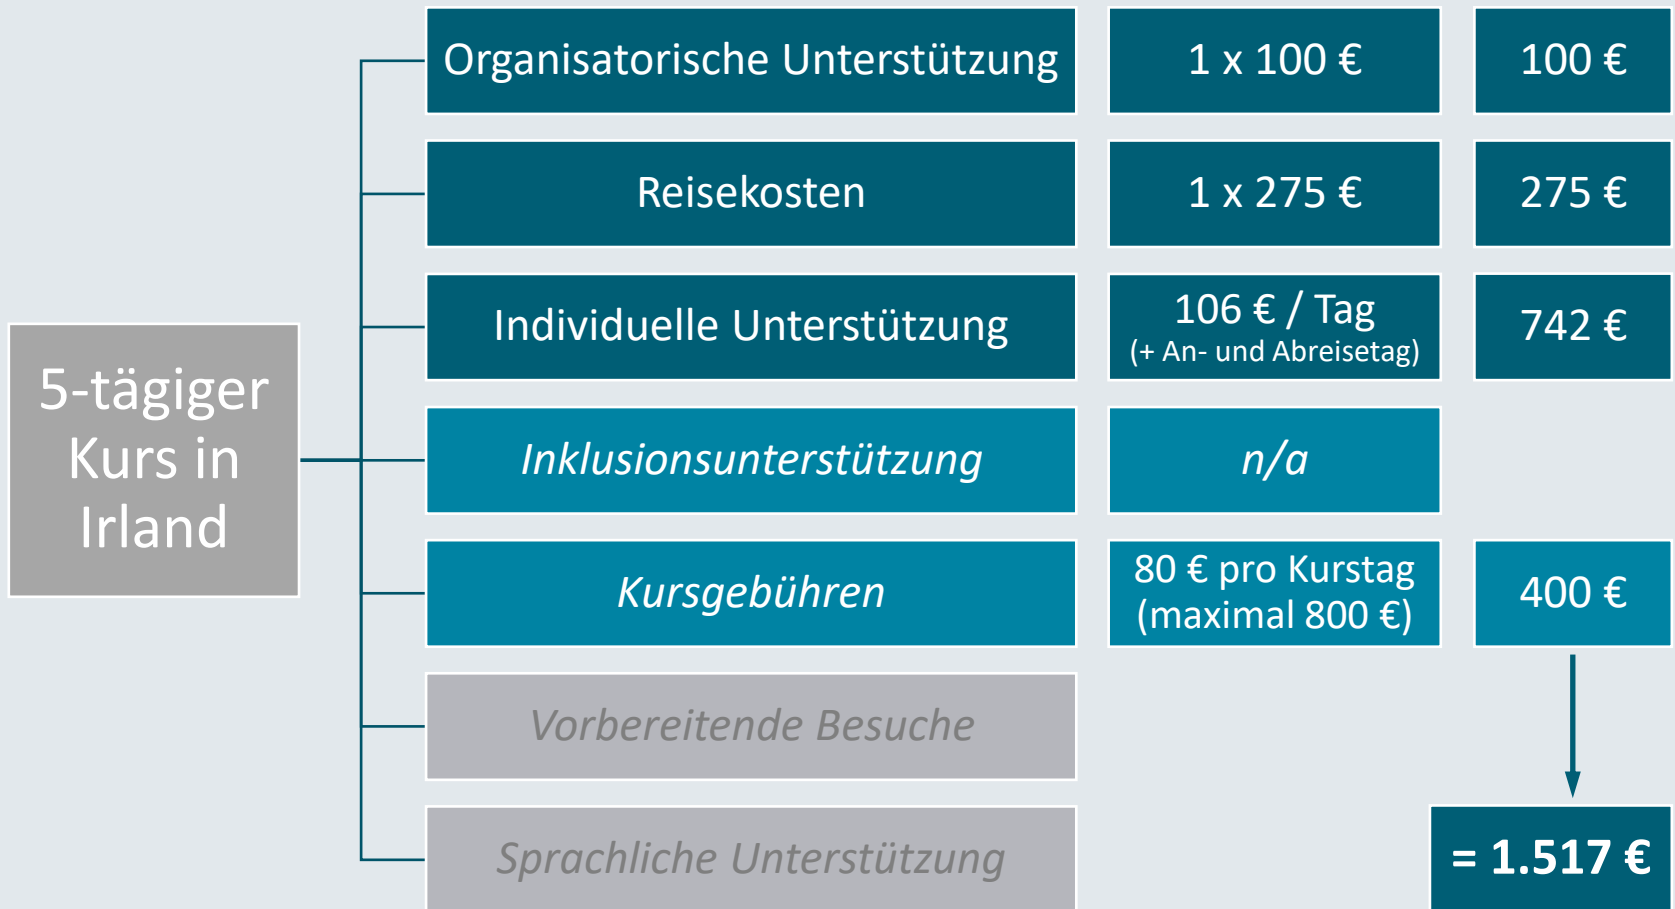 5-tägiger
Kurs in
Irland
Organisatorische Unterstützung
1 x 100 €
100 €
Reisekosten
1 x 275 €
275 €
Individuelle Unterstützung
106 € / Tag
(+ An- und Abreisetag)
742 €
Inklusionsunterstützung
n/a
Kursgebühren
80 € pro Kurstag
(maximal 800 €)
400 €
Vorbereitende Besuche
Sprachliche Unterstützung
= 1.517 €